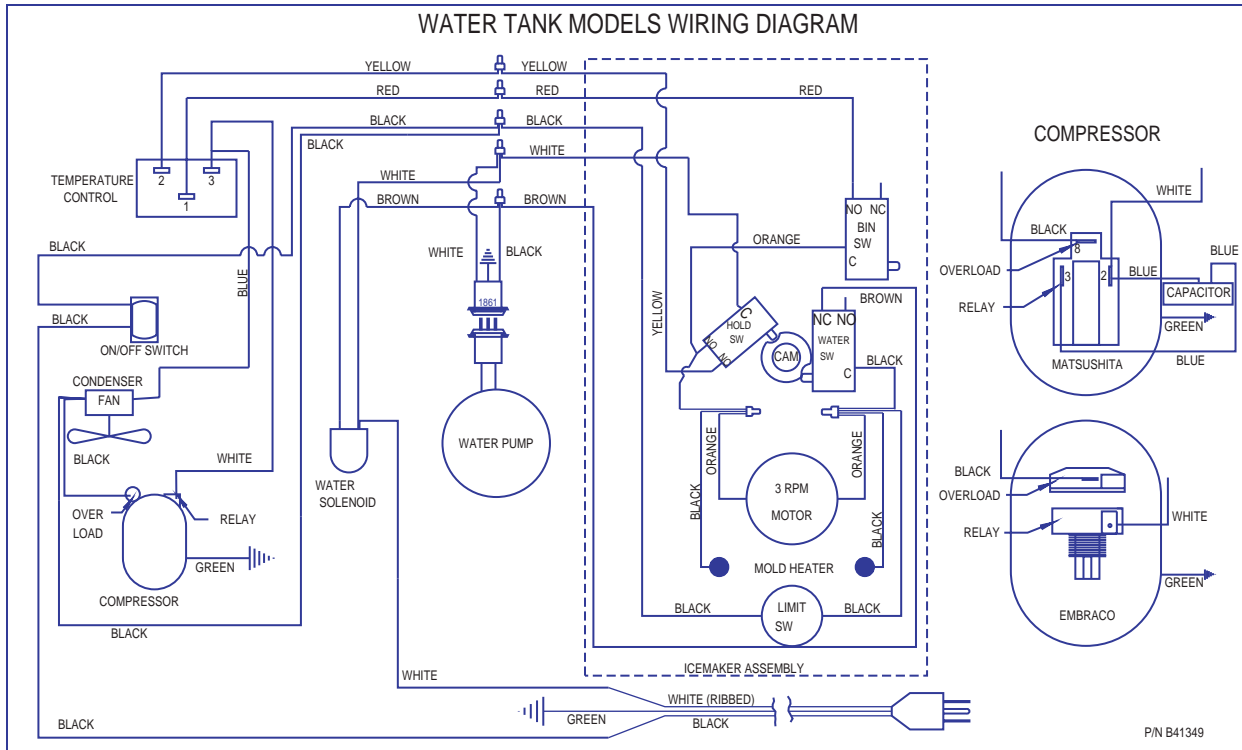 WATER TANK MODELS WIRING DIAGRAM
YELLOW
YELLOW
RED
RED
RED
BLACK
BLACK
BLACK
WHITE
COMPRESSOR
TEMPERATURE
CONTROL
2
3
1
WHITE
BROWN
BROWN
NO NC
BIN
SW
C
ORANGE
BLACK
BLUE
WHITE
BLACK
1861
YELLOW
C
HOLD
SW
NO
NO
CAM
BROWN
NC NO
WATER
SW
C
BLACK
BLACK
ON/OFF SWITCH
CONDENSER
FAN
BLACK
WHITE
OVER
LOAD
RELAY
GREEN
COMPRESSOR
BLACK
WATER PUMP
WATER
SOLENOID
ORANGE
ORANGE
BLACK
BLACK
3 RPM
MOTOR
MOLD HEATER
BLACK
LIMIT
SW
BLACK
ICEMAKER ASSEMBLY
WHITE
BLACK
8
OVERLOAD
3
2
RELAY
BLUE
BLUE
CAPACITOR
GREEN
BLUE
MATSUSHITA
BLACK
OVERLOAD
RELAY
WHITE
GREEN
EMBRACO
WHITE
WHITE (RIBBED)
GREEN
BLACK
BLACK
P/N B41349